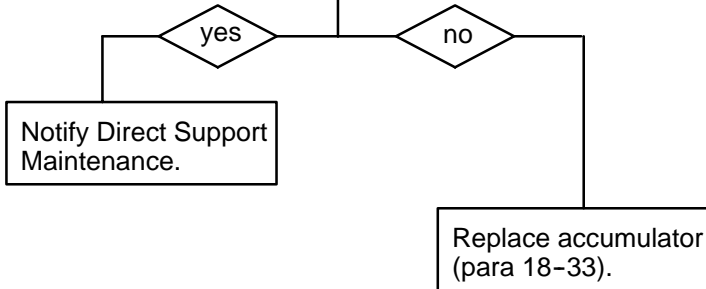 yes
no
Notify Direct Support
Maintenance.
Replace accumulator
(para 18-33).